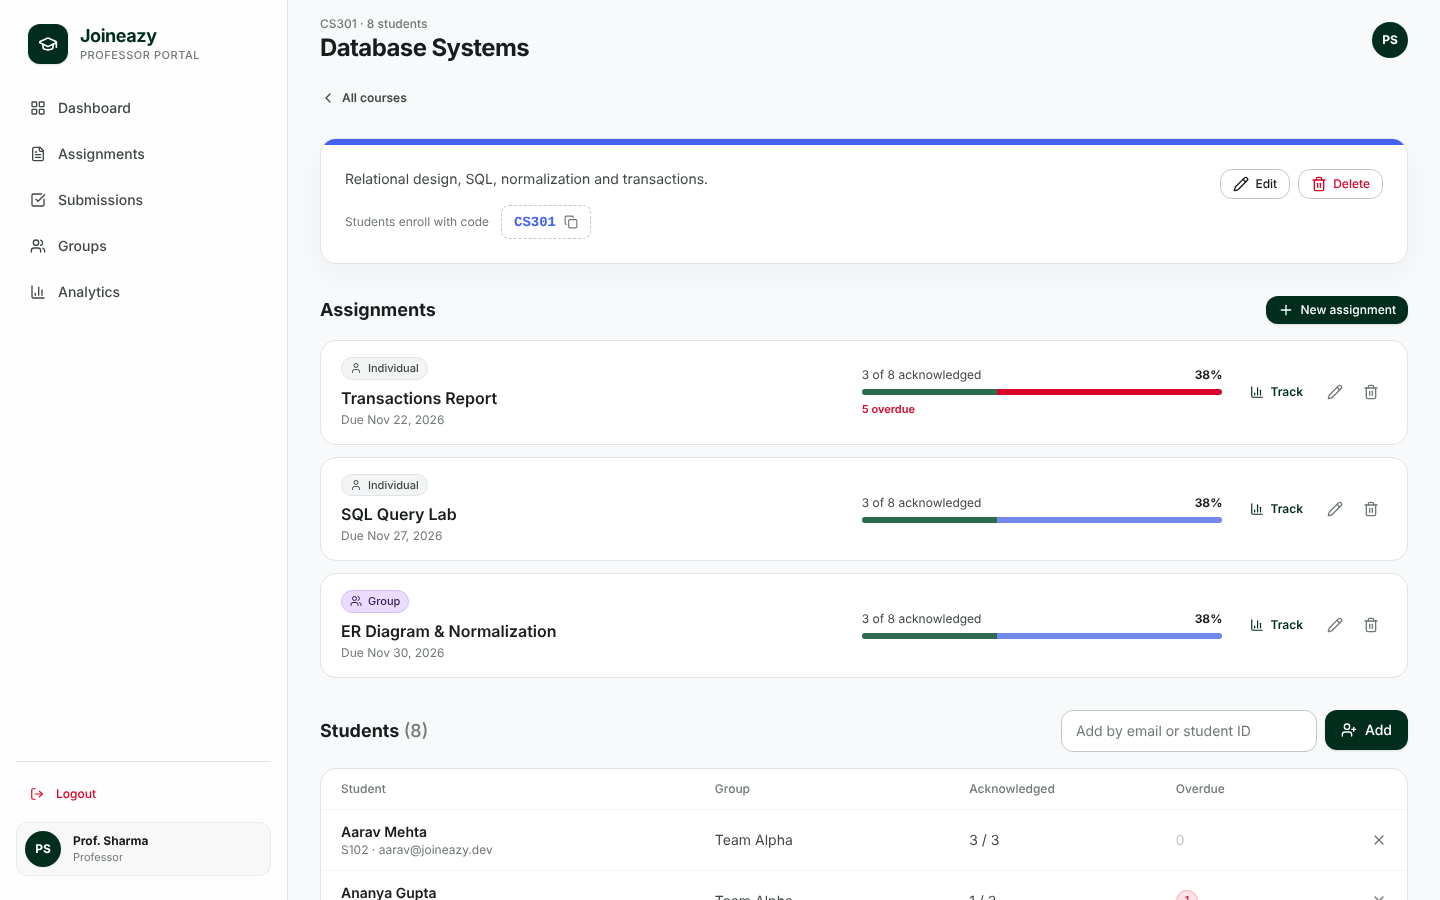 Joineazy
PROFESSOR PORTAL
Dashboard
Assignments
Submissions
Groups
Analytics
Logout
PS
Prof. Sharma
Professor
CS301 · 8 students
Database Systems
PS
All courses
Relational design, SQL, normalization and transactions.
Edit
Delete
Students enroll with code
CS301
Assignments
New assignment
Individual
Transactions Report
Due Nov 22, 2026
3 of 8 acknowledged
38%
5 overdue
Track
Individual
SQL Query Lab
Due Nov 27, 2026
3 of 8 acknowledged
38%
Track
Group
ER Diagram & Normalization
Due Nov 30, 2026
3 of 8 acknowledged
38%
Track
Students (8)
Add by email or student ID
Add
Student Group Acknowledged Overdue
Aarav Mehta
S102 · aarav@joineazy.dev
Team Alpha
3 / 3
0
Ananya Gupta
Team Alpha